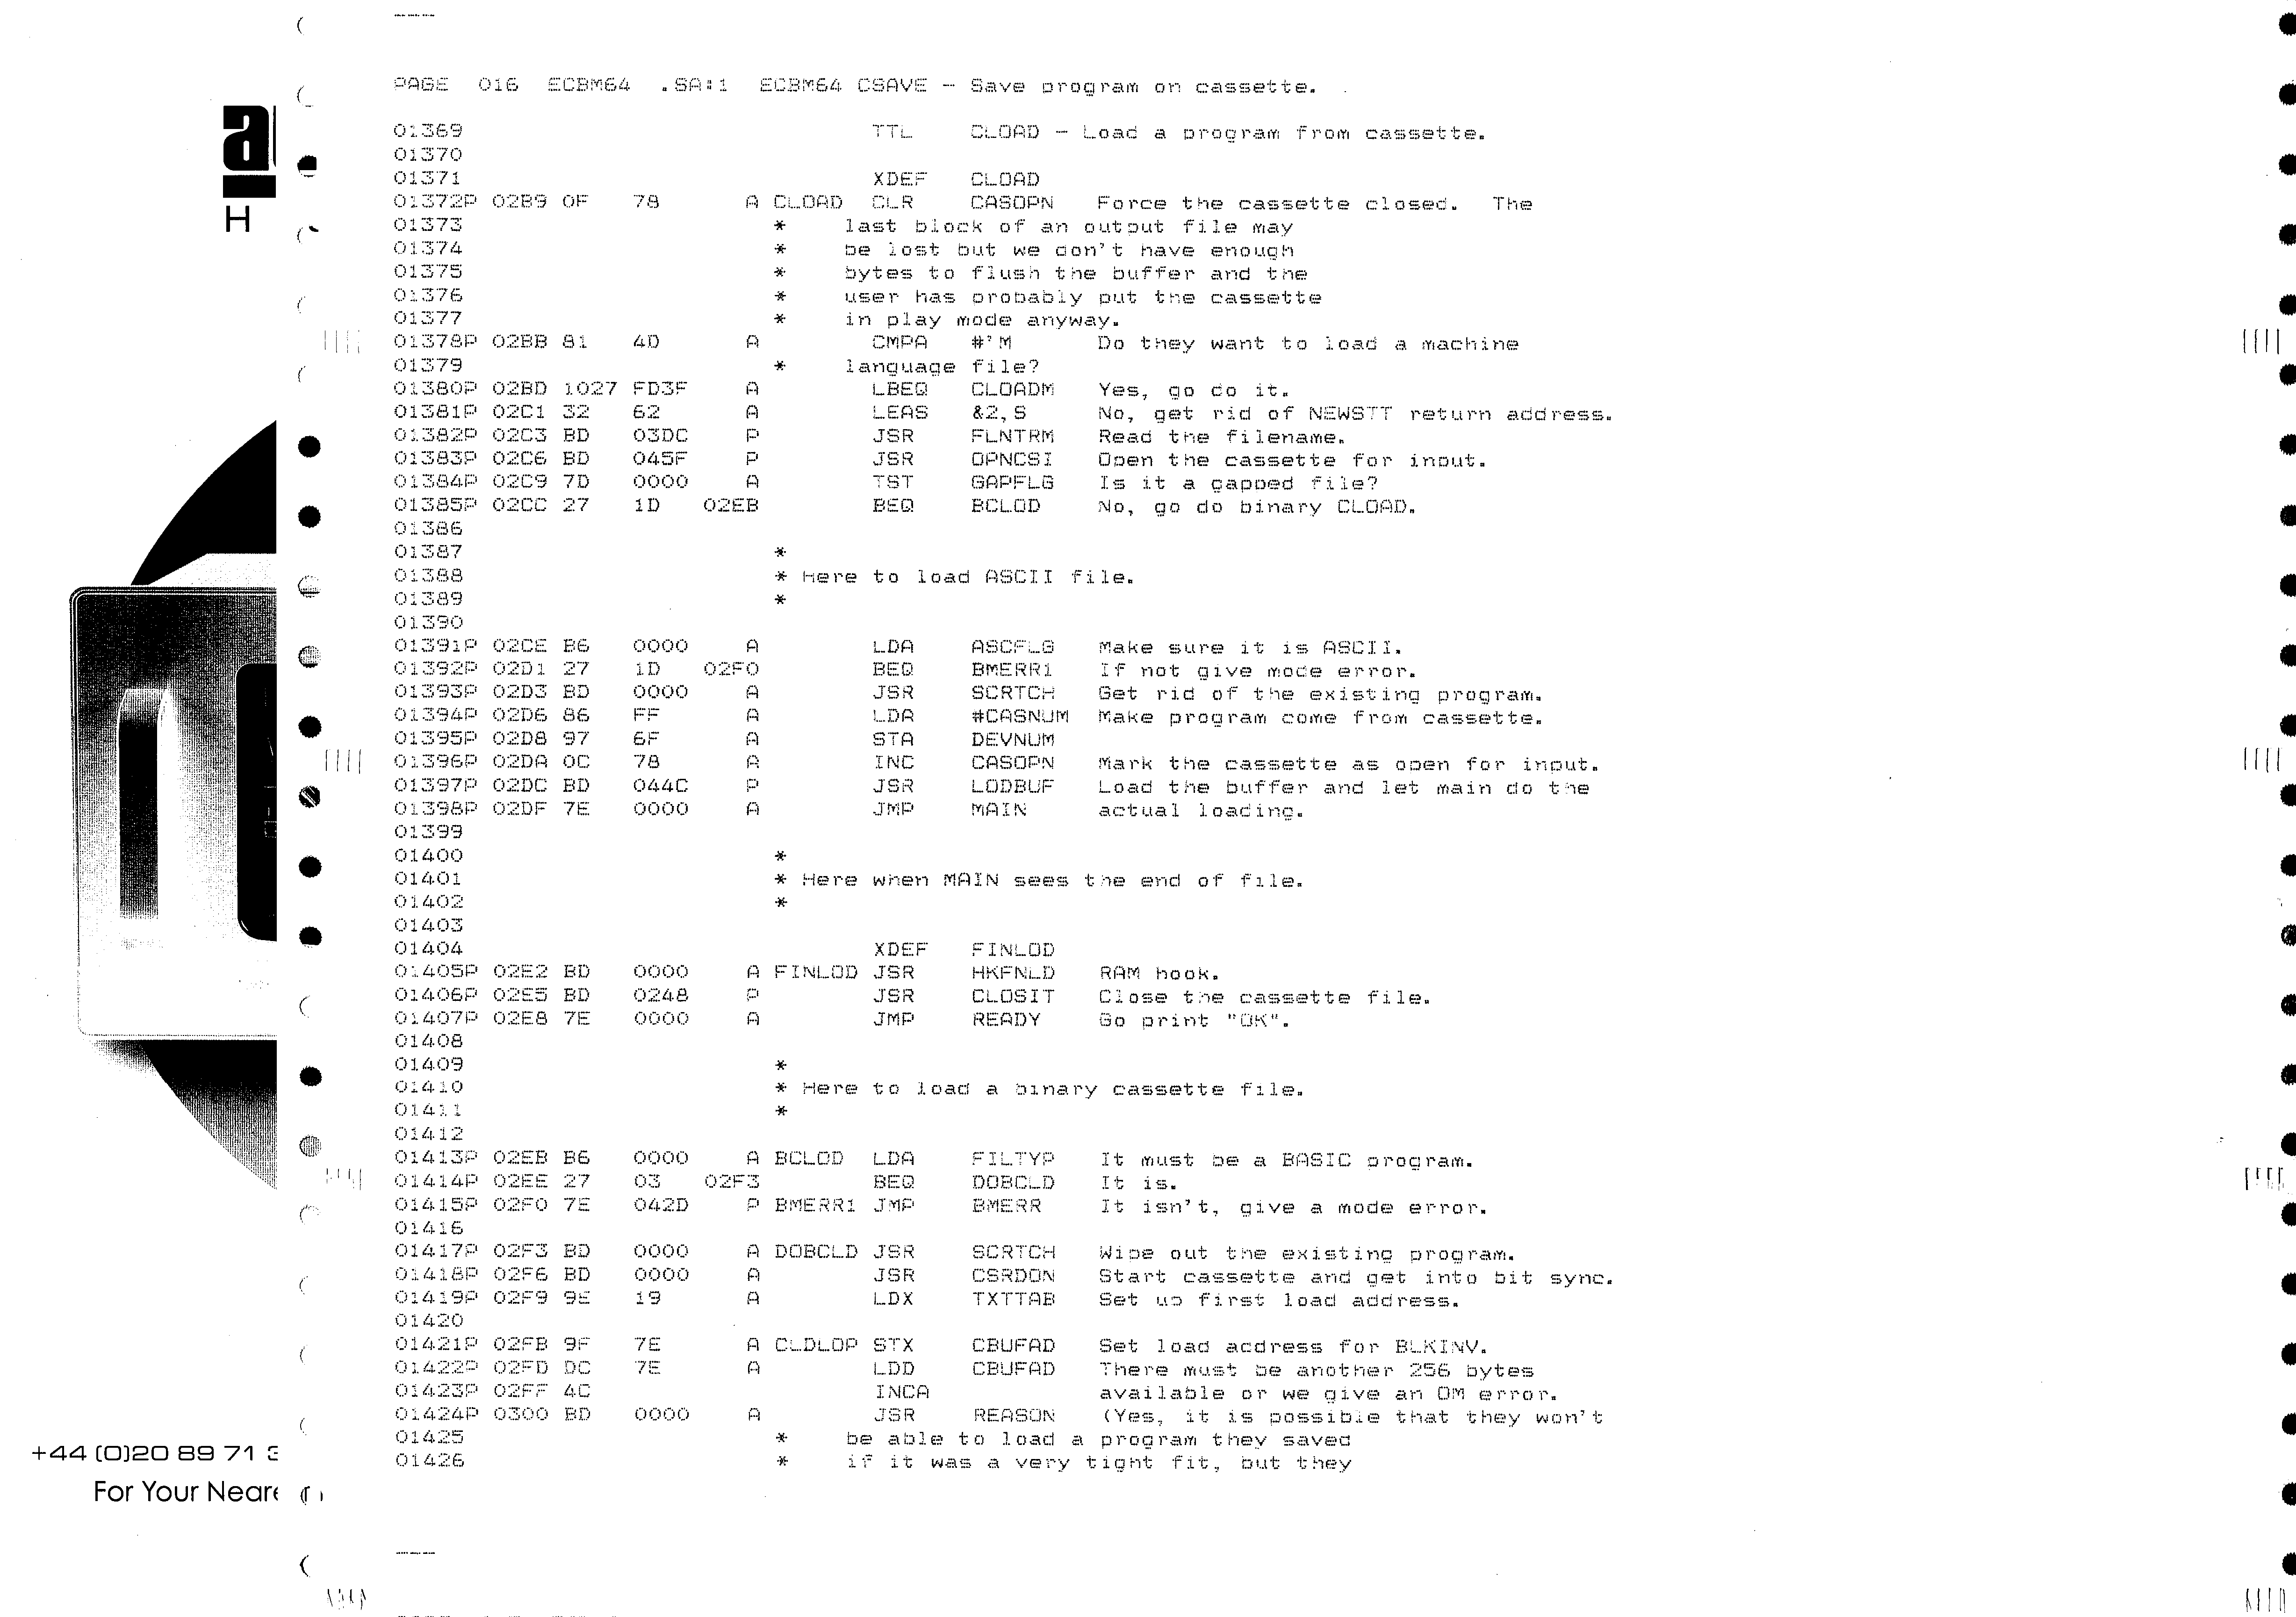 PAGE 016 ECBM64 .SA:1 ECBM64 CSAVE - Save program on cassette.
01369 TTL CLOAD - Load a program from cassette.
01370
01371 XDEF CLOAD
01372P 02B9 0F 78 A CLOAD CLR CASOPN Force the cassette closed. The
01373 * last block of an output file may
01374 * be lost but we don't have enough
01375 * bytes to flush the buffer and the
01376 * user has probably put the cassette
01377 * in play mode anyway.
01378P 02BB 81 4D A CMPA #'M Do they want to load a machine
01379 * language file?
01380P 02BD 1027 FD3F A LBEQ CLOADM Yes, go do it.
01381P 02C1 32 62 A LEAS &2,S No, get rid of NEWSTT return address.
01382P 02C3 BD 03DC P JSR FLNTRM Read the filename.
01383P 02C6 BD 045F P JSR OPNCSI Open the cassette for input.
01384P 02C9 7D 0000 A TST GAPFLG Is it a gapped file?
01385P 02CC 27 1D 02EB BEQ BCLOD No, go do binary CLOAD.
01386
01387 *
01388 * Here to load ASCII file.
01389 *
01390
01391P 02CE B6 0000 A LDA ASCFLG Make sure it is ASCII.
01392P 02D1 27 1D 02F0 BEQ BMERR1 If not give mode error.
01393P 02D3 BD 0000 A JSR SCRTCH Get rid of the existing program.
01394P 02D6 86 FF A LDA #CASNUM Make program come from cassette.
01395P 02D8 97 6F A STA DEVNUM
01396P 02DA 0C 78 A INC CASOPN Mark the cassette as open for input.
01397P 02DC BD 044C P JSR LODBUF Load the buffer and let main do the
01398P 02DF 7E 0000 A JMP MAIN actual loading.
01399
01400 *
01401 * Here when MAIN sees the end of file.
01402 *
01403
01404 XDEF FINLOD
01405P 02E2 BD 0000 A FINLOD JSR HKFNLD RAM hook.
01406P 02E5 BD 0248 P JSR CLOSIT Close the cassette file.
01407P 02E8 7E 0000 A JMP READY Go print "OK".
01408
01409 *
01410 * Here to load a binary cassette file.
01411 *
01412
01413P 02EB B6 0000 A BCLOD LDA FILTYP It must be a BASIC program.
01414P 02EE 27 03 02F3 BEQ DOBCLD It is.
01415P 02F0 7E 042D P BMERR1 JMP BMERR It isn't, give a mode error.
01416
01417P 02F3 BD 0000 A DOBCLD JSR SCRTCH Wipe out the existing program.
01418P 02F6 BD 0000 A JSR CSRDON Start cassette and get into bit sync.
01419P 02F9 9E 19 A LDX TXTTAB Set up first load address.
01420
01421P 02FB 9F 7E A CLDLOP STX CBUFAD Set load address for BLKINV.
01422P 02FD DC 7E A LDD CBUFAD There must be another 256 bytes
01423P 02FF 4C INCA available or we give an OM error.
01424P 0300 BD 0000 A JSR REASON (Yes, it is possible that they won't
01425 * be able to load a program they saved
01426 * if it was a very tight fit, but they
a
H
+44 (0)20 89 71 3
For Your Neare